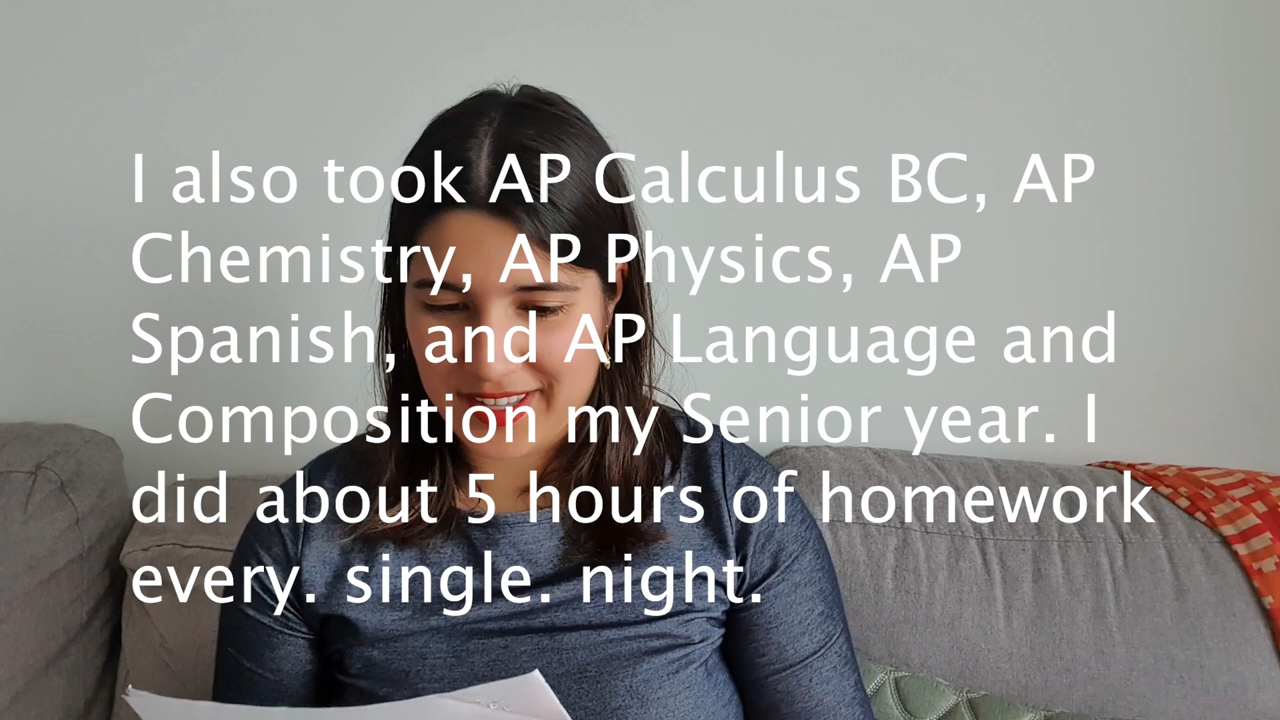 I also took AP Calculus BC, AP
Chemistry, AP Physics, AP
Spanish, and AP Language and
Composition my Senior year. I
did about 5 hours of homework
every. single. night.